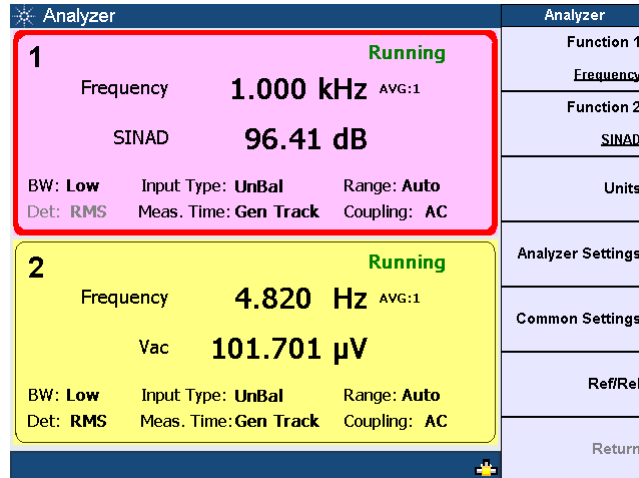 Analyzer
1
Running
Frequency 1.000 kHz AVG:1
SINAD 96.41 dB
BW: Low Input Type: UnBal Range: Auto
Det: RMS Meas. Time: Gen Track Coupling: AC
2
Running
Frequency 4.820 Hz AVG:1
Vac 101.701 µV
BW: Low Input Type: UnBal Range: Auto
Det: RMS Meas. Time: Gen Track Coupling: AC
Analyzer
Function 1
Frequency
Function 2
SINAD
Units
Analyzer Settings
Common Settings
Ref/Rel
Return